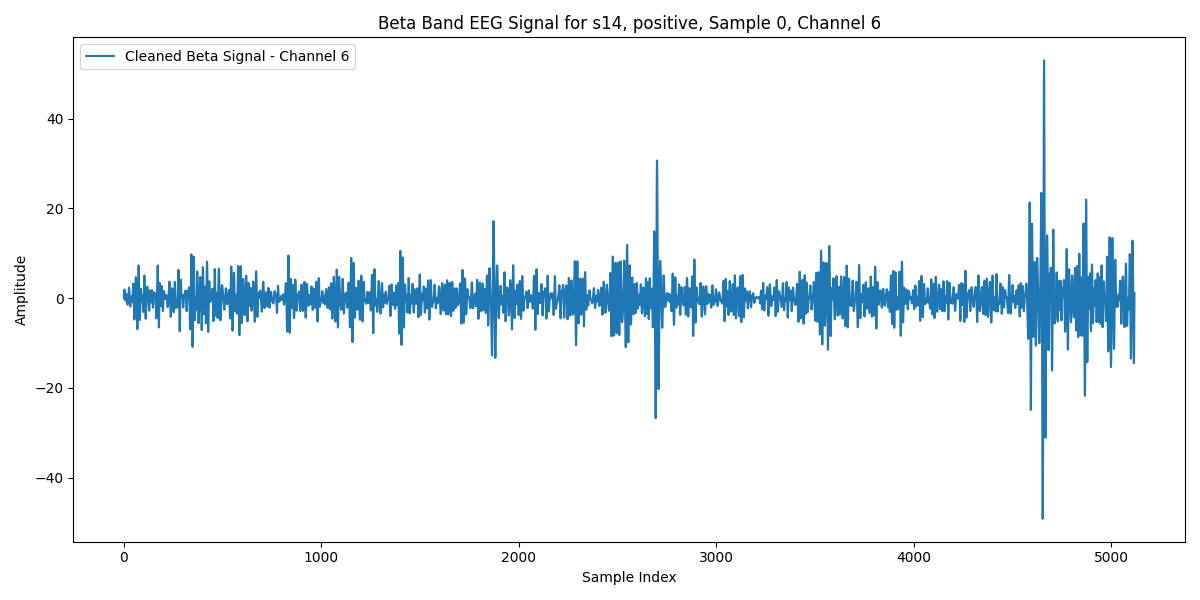 Beta Band EEG Signal for s14, positive, Sample 0, Channel 6
Cleaned Beta Signal - Channel 6
Amplitude
40
20
0
−20
−40
0 1000 2000 3000 4000 5000
Sample Index